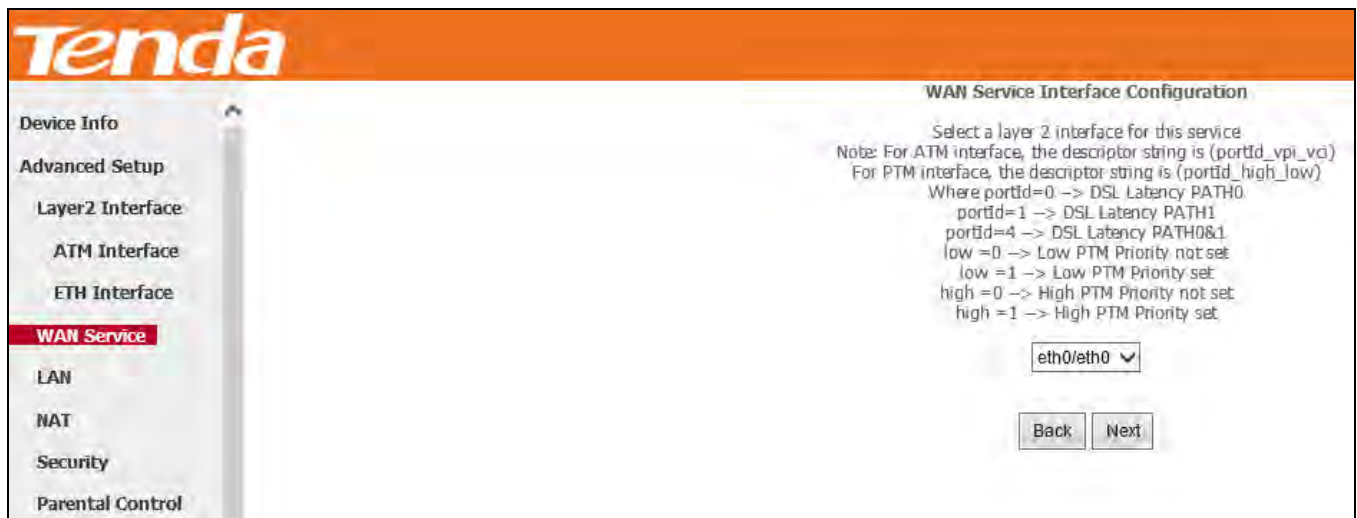 Tenda
Device Info
Advanced Setup
Layer2 Interface
ATM Interface
ETH Interface
WAN Service
LAN
NAT
Security
Parental Control
WAN Service Interface Configuration
Select a layer 2 interface for this service
Note: For ATM interface, the descriptor string is (portId_vpi_vci)
For PTM interface, the descriptor string is (portId_high_low)
Where portId=0 --> DSL Latency PATH0
portId=1 --> DSL Latency PATH1
portId=4 --> DSL Latency PATH0&1
low =0 --> Low PTM Priority not set
low =1 --> Low PTM Priority set
high =0 --> High PTM Priority not set
high =1 --> High PTM Priority set
eth0/eth0
Back Next